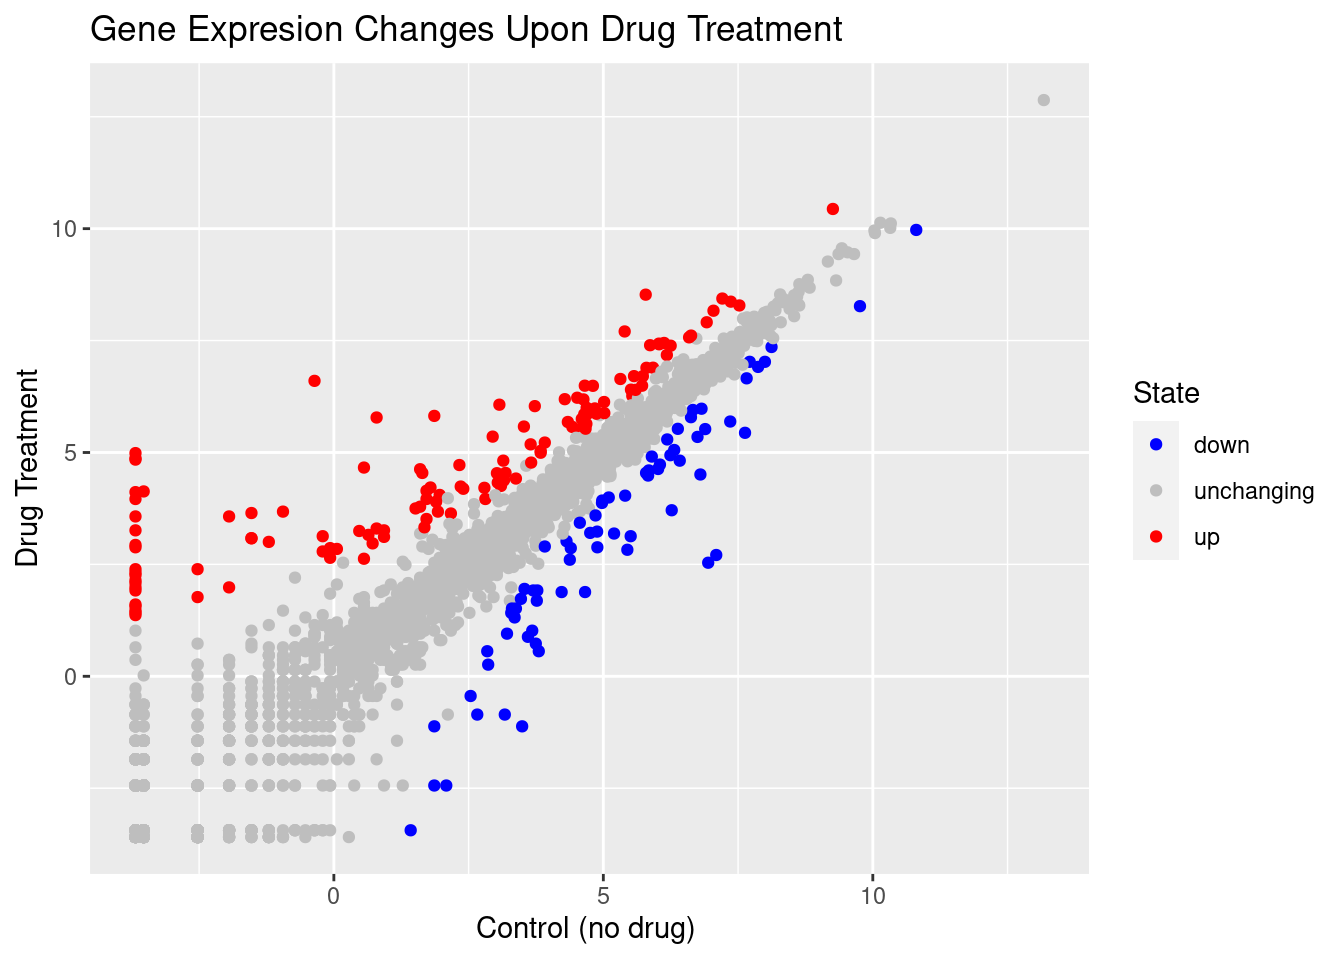 Gene Expresion Changes Upon Drug Treatment
Drug Treatment
10
5
0
0
5
10
Control (no drug)
State
down
unchanging
up